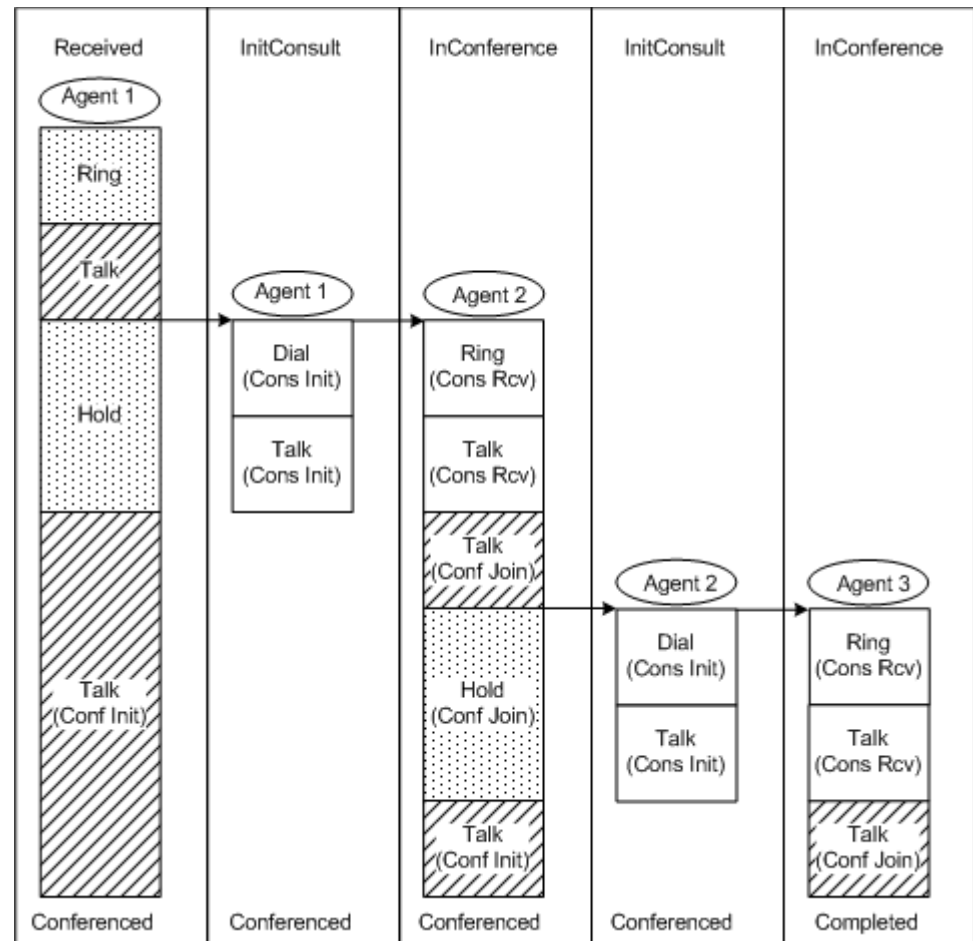 Received
InitConsult
InConference
InitConsult
InConference
Agent 1
Ring
Talk
Hold
Talk
(Conf Init)
Agent 1
Dial
(Cons Init)
Talk
(Cons Init)
Agent 2
Ring
(Cons Rcv)
Talk
(Cons Rcv)
Talk
(Conf Join)
Hold
(Conf Join)
Talk
(Conf Init)
Agent 2
Dial
(Cons Init)
Talk
(Cons Init)
Agent 3
Ring
(Cons Rcv)
Talk
(Cons Rcv)
Talk
(Conf Join)
Conferenced
Conferenced
Conferenced
Conferenced
Completed